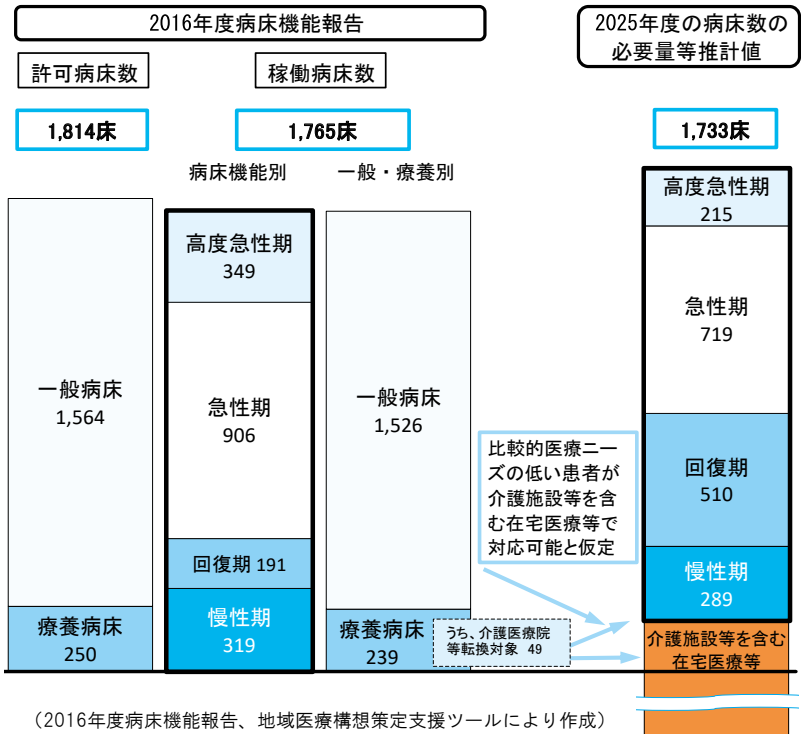 2016年度病床機能報告
2025年度の病床数の
必要量等推計値
許可病床数
稼働病床数
1,814床
1,765床
1,733床
病床機能別
一般・療養別
一般病床
1,564
療養病床
250
高度急性期
349
急性期
906
回復期 191
慢性期
319
一般病床
1,526
療養病床
239
比較的医療ニー
ズの低い患者が
介護施設等を含
む在宅医療等で
対応可能と仮定
うち、介護医療院
等転換対象 49
高度急性期
215
急性期
719
回復期
510
慢性期
289
介護施設等を含む
在宅医療等
（2016年度病床機能報告、地域医療構想策定支援ツールにより作成）